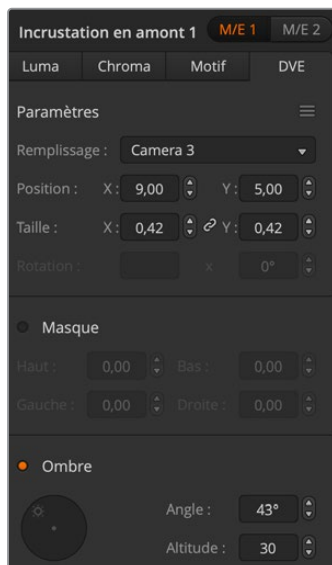 Incrustation en amont 1 M/E 1 M/E 2
Luma Chroma Motif DVE
Paramètres
Remplissage : Camera 3
Position : X : 9,00 Y : 5,00
Taille : X : 0,42 Y : 0,42
Rotation : x 0°
Masque
Haut : 0,00 Bas : 0,00
Gauche : 0,00 Droite : 0,00
Ombre
Angle : 43°
Altitude : 30